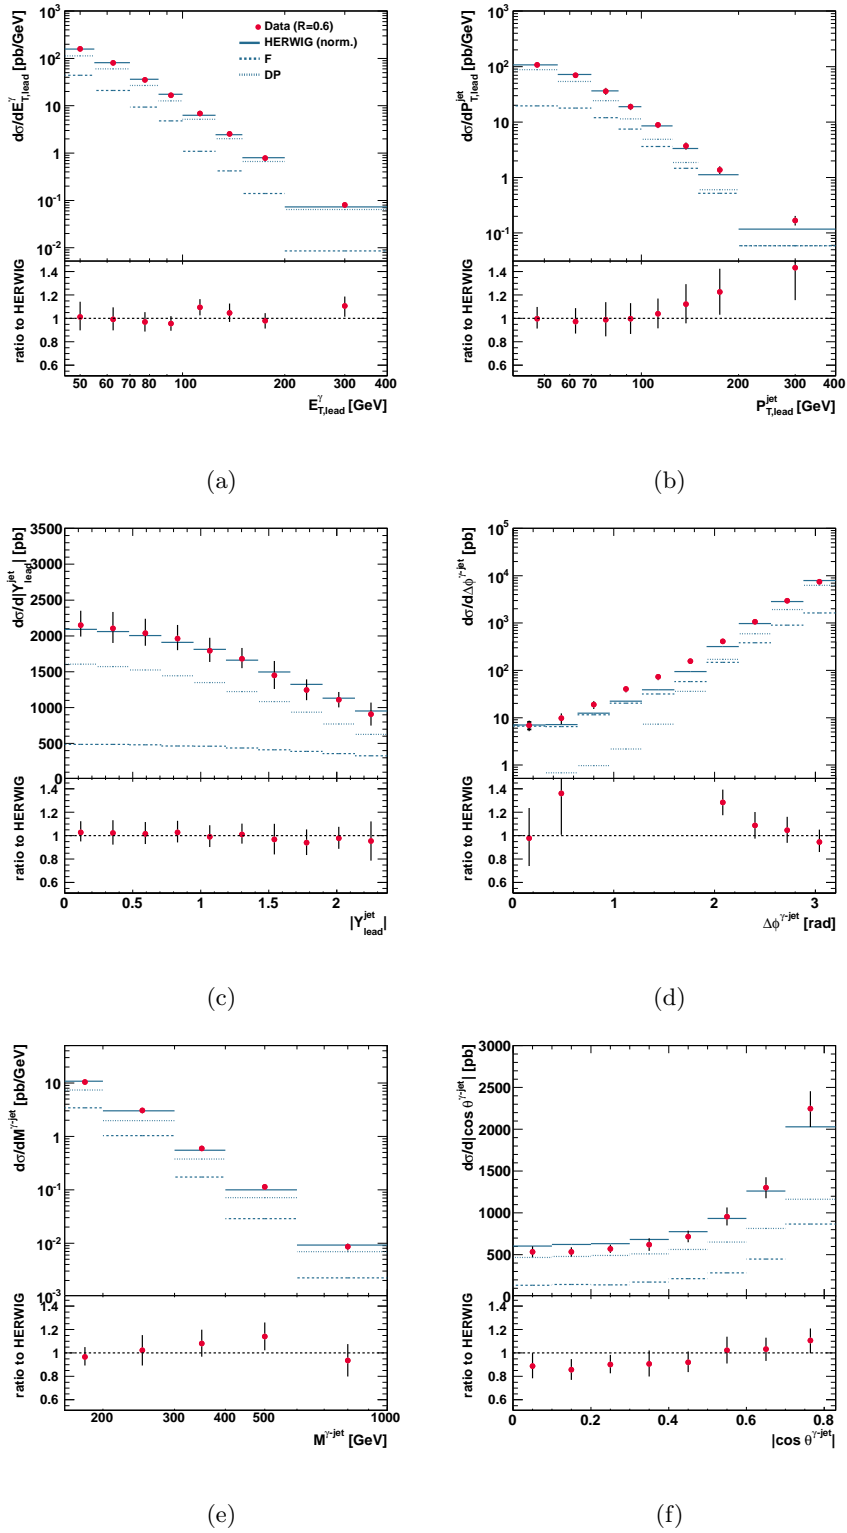 dσ/dE^γ_T,lead [pb/GeV]
10³
10²
10
1
10⁻¹
10⁻²
Data (R=0.6)
HERWIG (norm.)
F
DP
ratio to HERWIG
1.4
1.2
1.0
0.8
0.6
50 60 70 80 100 200 300 400
E^γ_T,lead [GeV]
(a)
dσ/dP^jet_T,lead [pb/GeV]
10³
10²
10
1
10⁻¹
ratio to HERWIG
1.4
1.2
1.0
0.8
0.6
50 60 70 100 200 300 400
P^jet_T,lead [GeV]
(b)
dσ/d|Y^jet_lead| [pb]
3500
3000
2500
2000
1500
1000
500
0
ratio to HERWIG
1.4
1.2
1.0
0.8
0.6
0 0.5 1 1.5 2
|Y^jet_lead|
(c)
dσ/dΔφ^γ-jet [pb]
10⁵
10⁴
10³
10²
10
1
ratio to HERWIG
1.4
1.2
1.0
0.8
0.6
0 1 2 3
Δφ^γ-jet [rad]
(d)
dσ/dM^γ-jet [pb/GeV]
10
1
10⁻¹
10⁻²
10⁻³
ratio to HERWIG
1.4
1.2
1.0
0.8
0.6
200 300 400 500 1000
M^γ-jet [GeV]
(e)
dσ/d|cos θ^γ-jet| [pb]
3000
2500
2000
1500
1000
500
0
ratio to HERWIG
1.4
1.2
1.0
0.8
0.6
0 0.2 0.4 0.6 0.8
|cos θ^γ-jet|
(f)